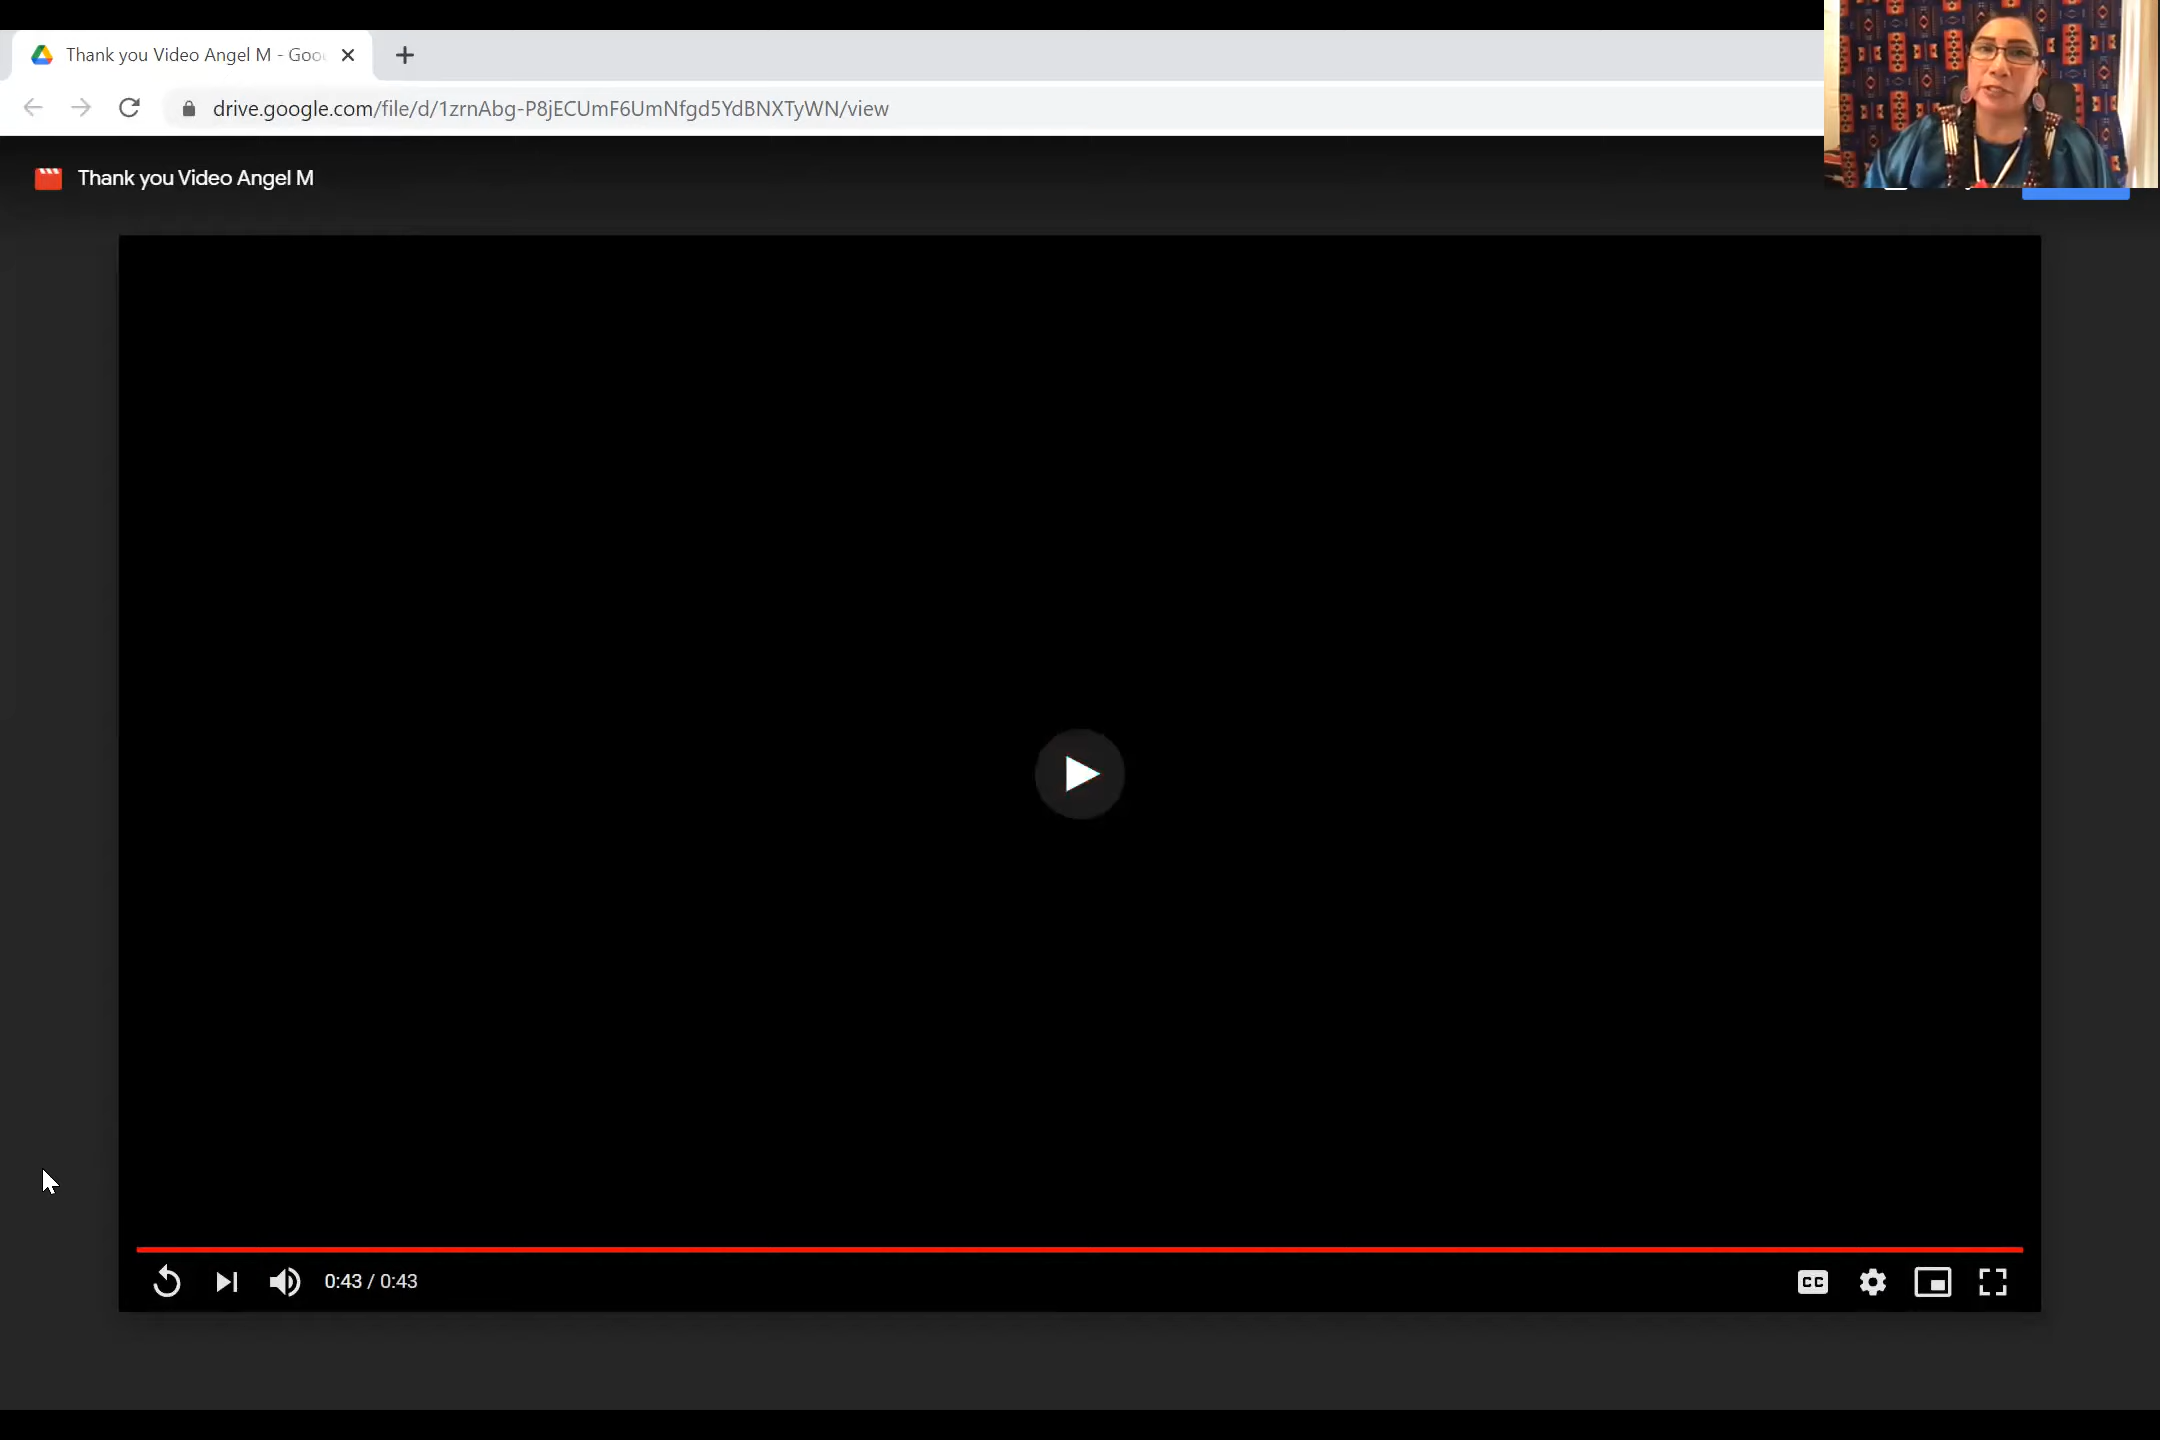 Thank you Video Angel M - Goo
drive.google.com/file/d/1zrnAbg-P8jECUmF6UmNfgd5YdBNXTyWN/view
Thank you Video Angel M
0:43 / 0:43
CC